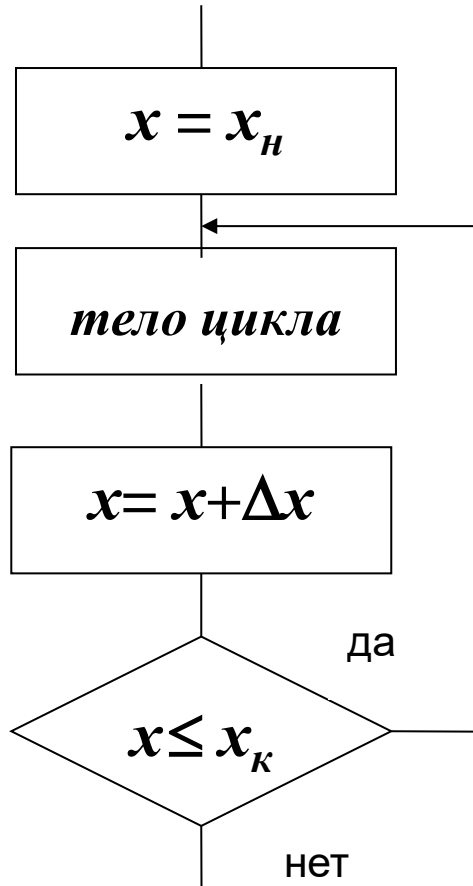 x = xн
тело цикла
x= x+Δx
да
x≤ xк
нет